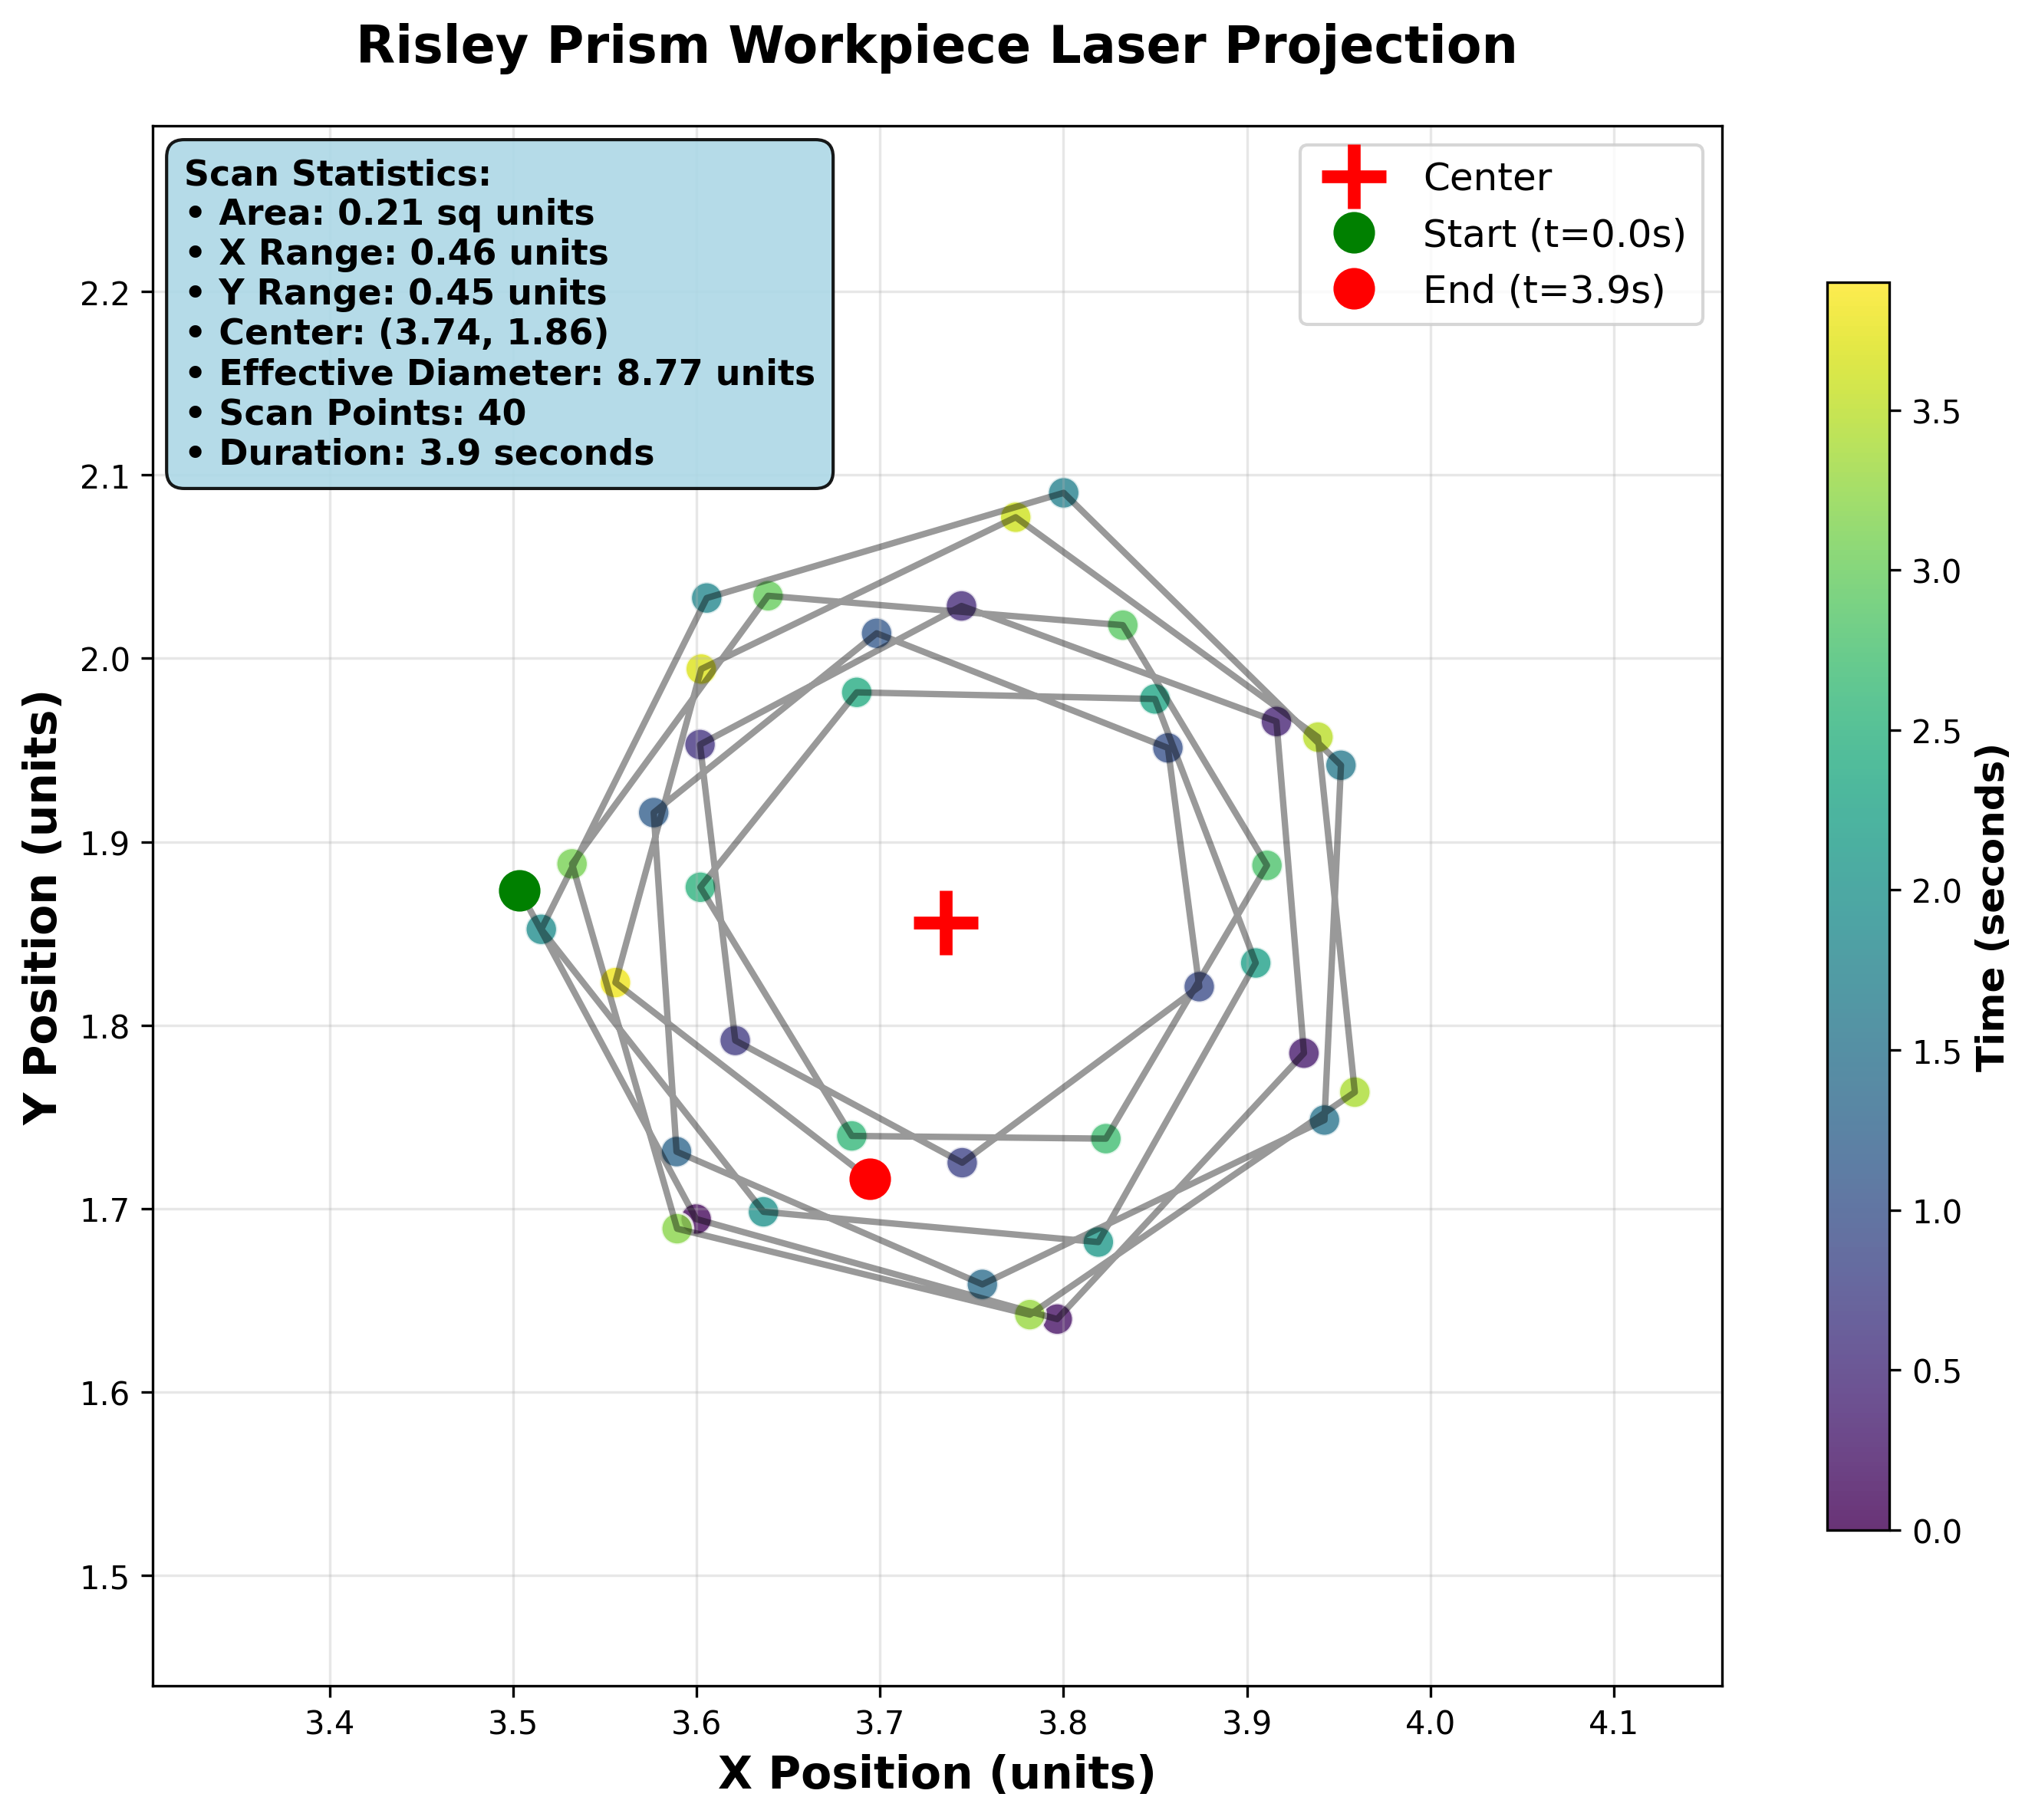 Risley Prism Workpiece Laser Projection
Scan Statistics:
• Area: 0.21 sq units
• X Range: 0.46 units
• Y Range: 0.45 units
• Center: (3.74, 1.86)
• Effective Diameter: 8.77 units
• Scan Points: 40
• Duration: 3.9 seconds
Center
Start (t=0.0s)
End (t=3.9s)
Y Position (units)
2.2
2.1
2.0
1.9
1.8
1.7
1.6
1.5
3.4
3.5
3.6
3.7
3.8
3.9
4.0
4.1
X Position (units)
3.5
3.0
2.5
2.0
1.5
1.0
0.5
0.0
Time (seconds)